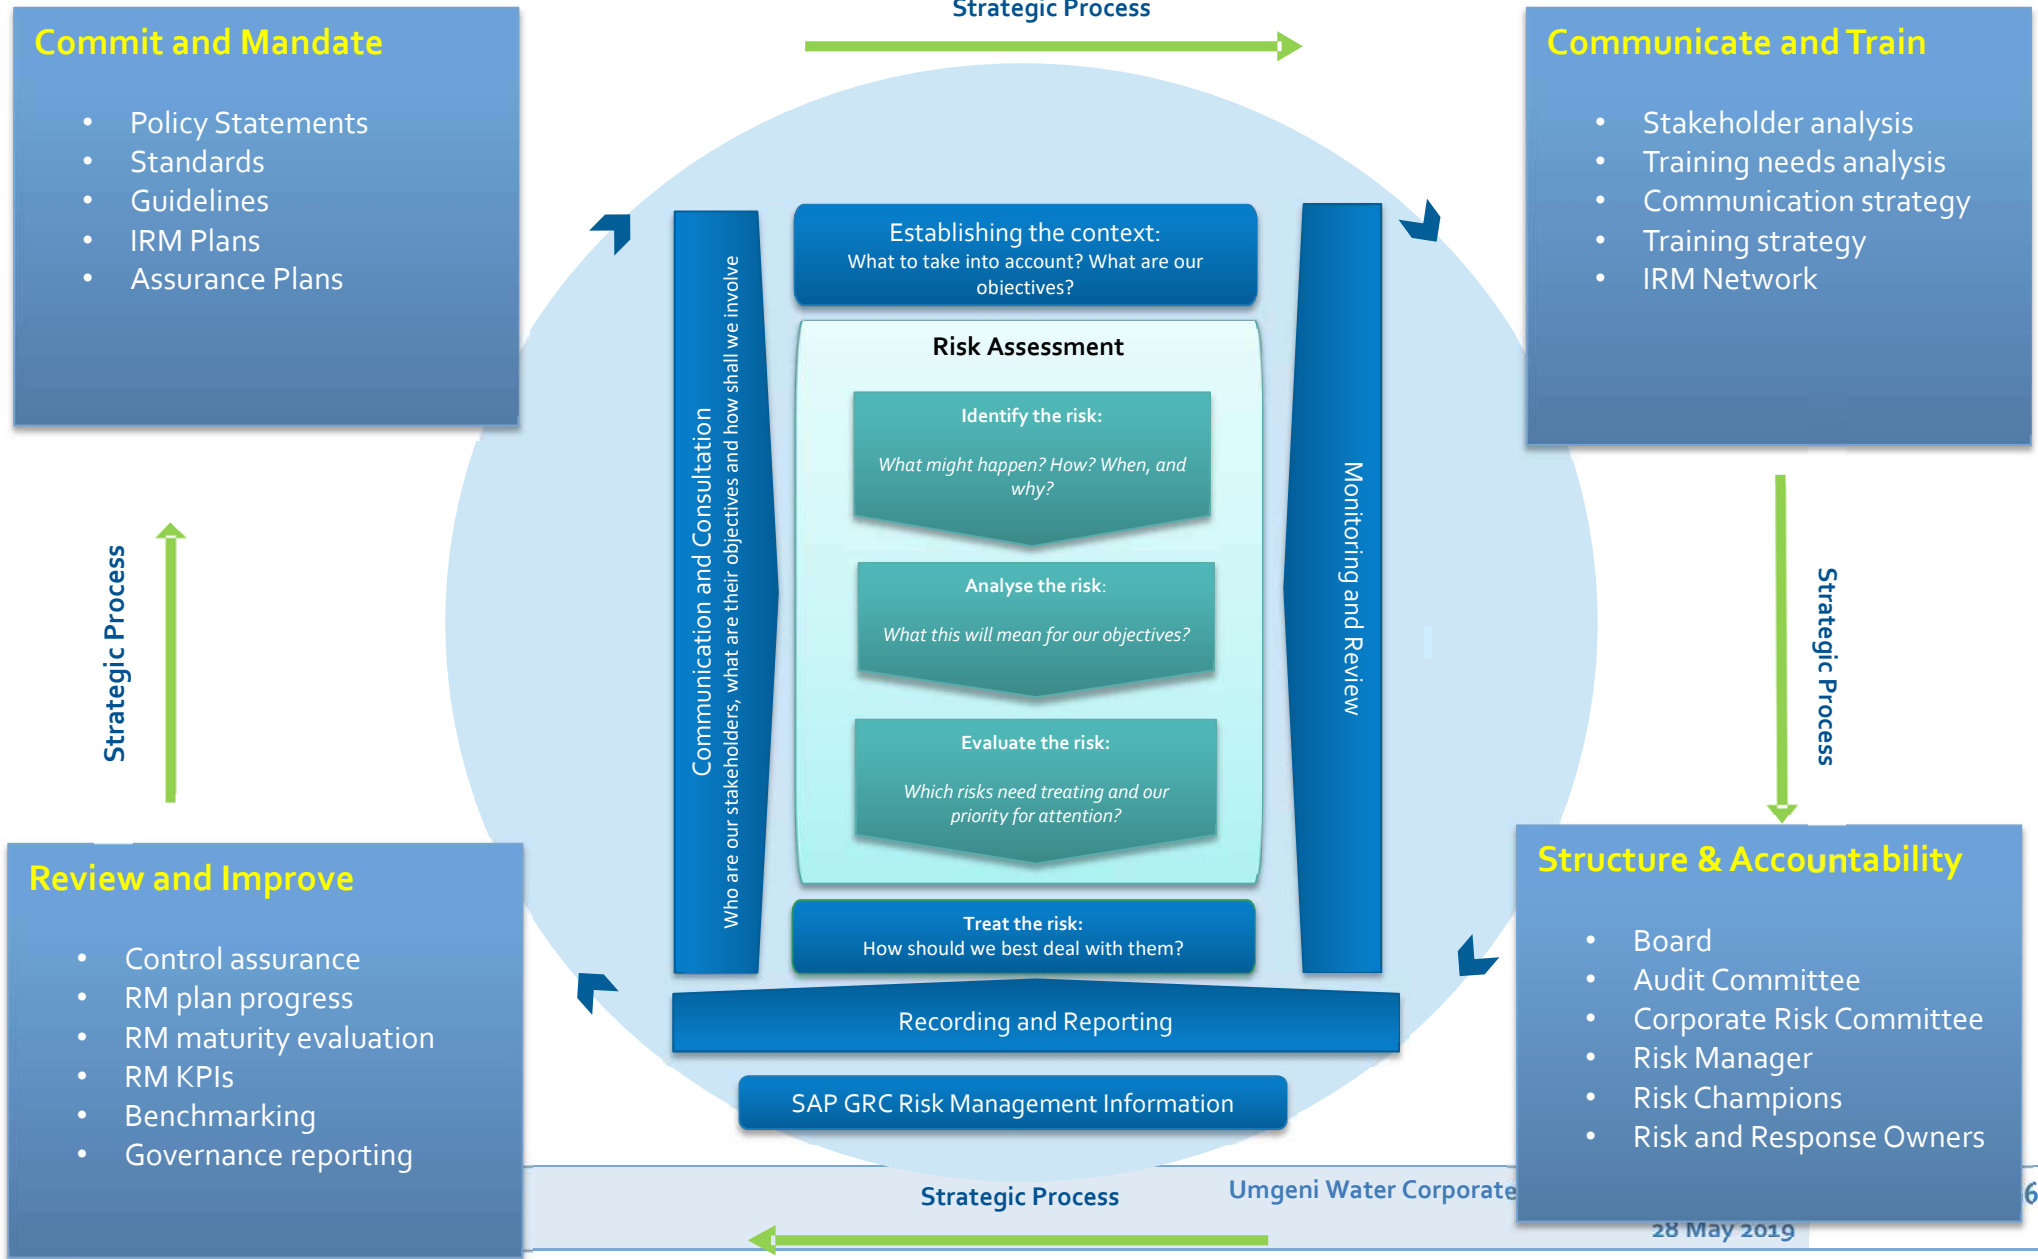 Strategic Process
Commit and Mandate
• Policy Statements
• Standards
• Guidelines
• IRM Plans
• Assurance Plans
Communicate and Train
• Stakeholder analysis
• Training needs analysis
• Communication strategy
• Training strategy
• IRM Network
Establishing the context:
What to take into account? What are our
objectives?
Risk Assessment
Identify the risk:
What might happen? How? When, and
why?
Analyse the risk:
What this will mean for our objectives?
Evaluate the risk:
Which risks need treating and our
priority for attention?
Treat the risk:
How should we best deal with them?
Communication and Consultation
Who are our stakeholders, what are their objectives and how shall we involve
Monitoring and Review
Recording and Reporting
SAP GRC Risk Management Information
Strategic Process
Strategic Process
Review and Improve
• Control assurance
• RM plan progress
• RM maturity evaluation
• RM KPIs
• Benchmarking
• Governance reporting
Structure & Accountability
• Board
• Audit Committee
• Corporate Risk Committee
• Risk Manager
• Risk Champions
• Risk and Response Owners
Strategic Process
Umgeni Water Corporate
6
28 May 2019